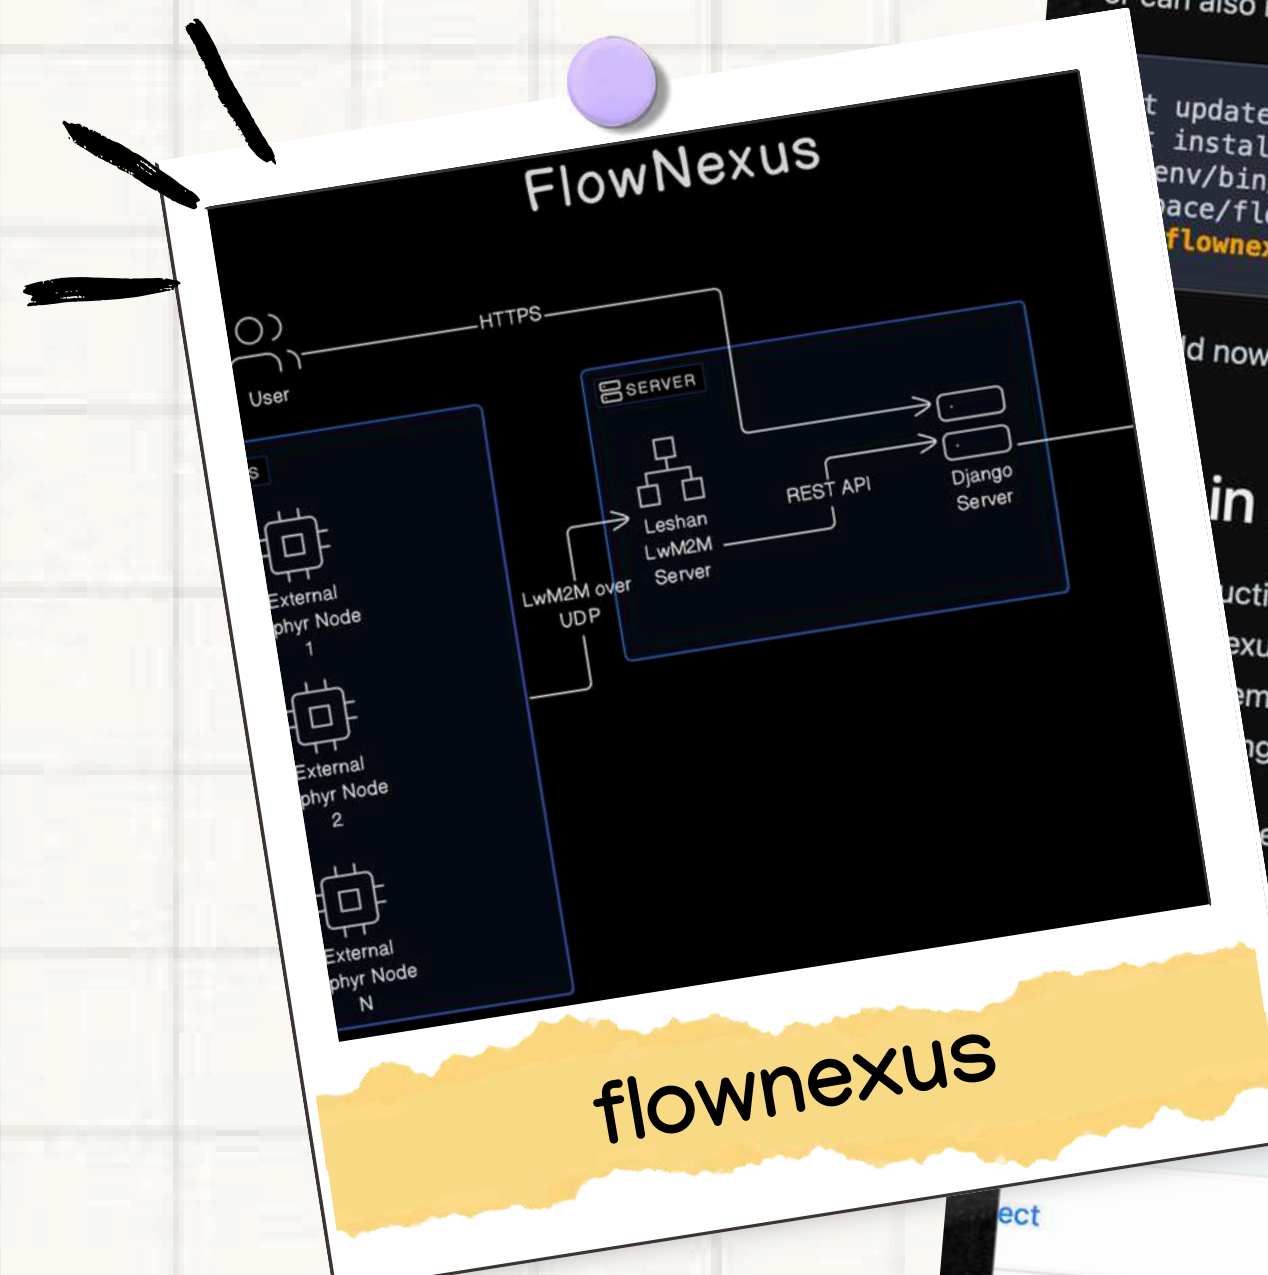 FlowNexus
HTTPS
User
SERVER
S
External
phyr Node
1
External
phyr Node
2
External
phyr Node
N
LwM2M over
UDP
Leshan
LwM2M
Server
REST API
Django
Server
flownexus
can also
t update
instal
env/bin
pace/fl
flownex
ld now
in
ucti
exu
em
ng
ect